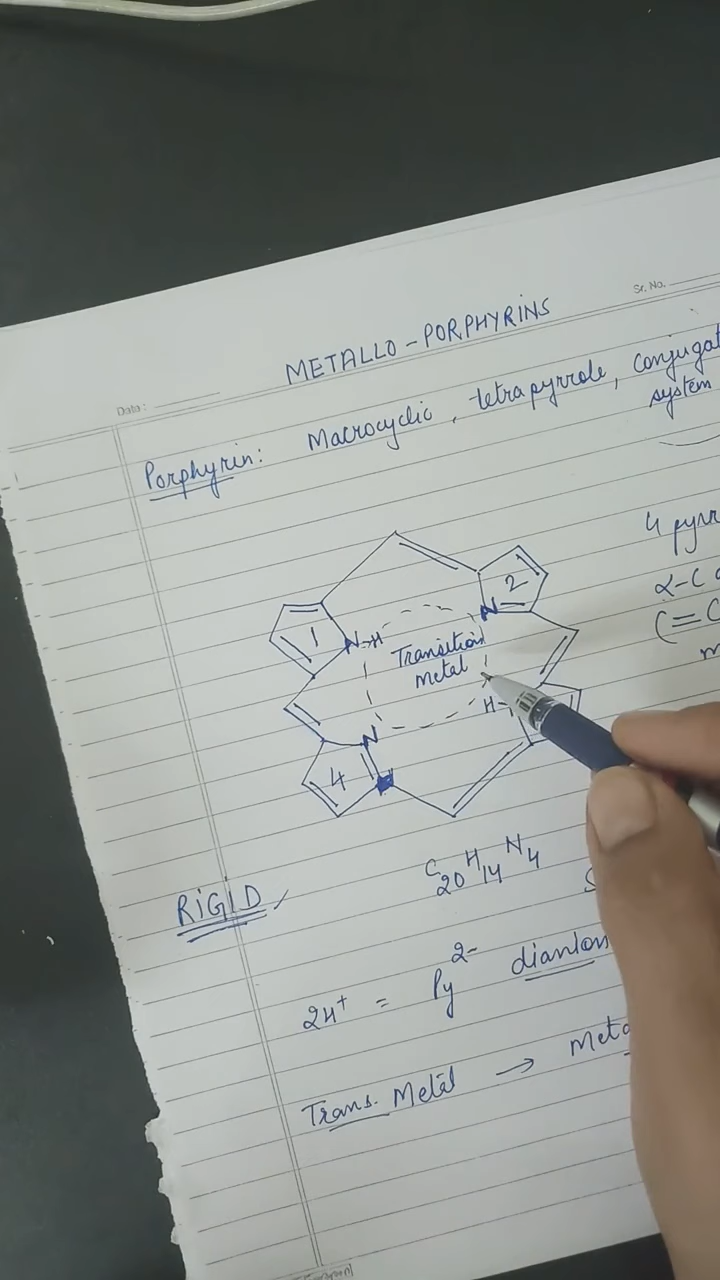 Sr. No.
Date :
METALLO - PORPHYRINS
Porphyrin: Macrocyclic, tetrapyrrole, conjugat
system
4 pyrr
α-C
C=C
m
1
2
N-H
N
Transition
metal
H-
N
4
C20H14N4
RIGID
2H+ = Py2- dianion
Trans. Metal → Meta